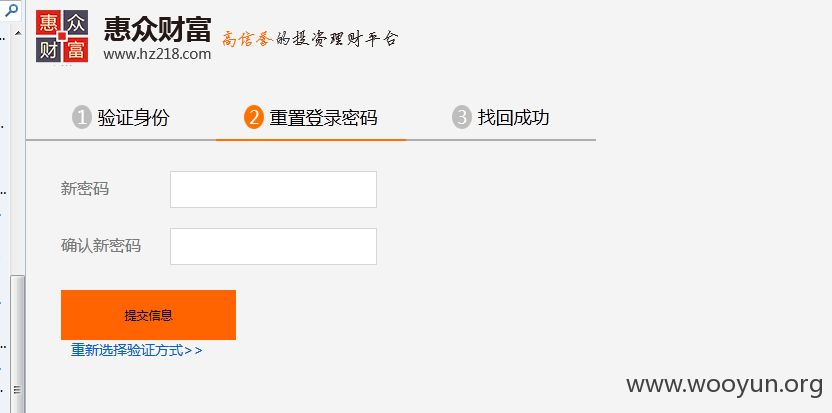 惠众财富
惠众财富 高信誉的投资理财平台
www.hz218.com
1 验证身份 2 重置登录密码 3 找回成功
新密码
确认新密码
提交信息
重新选择验证方式>>
www.wooyun.org